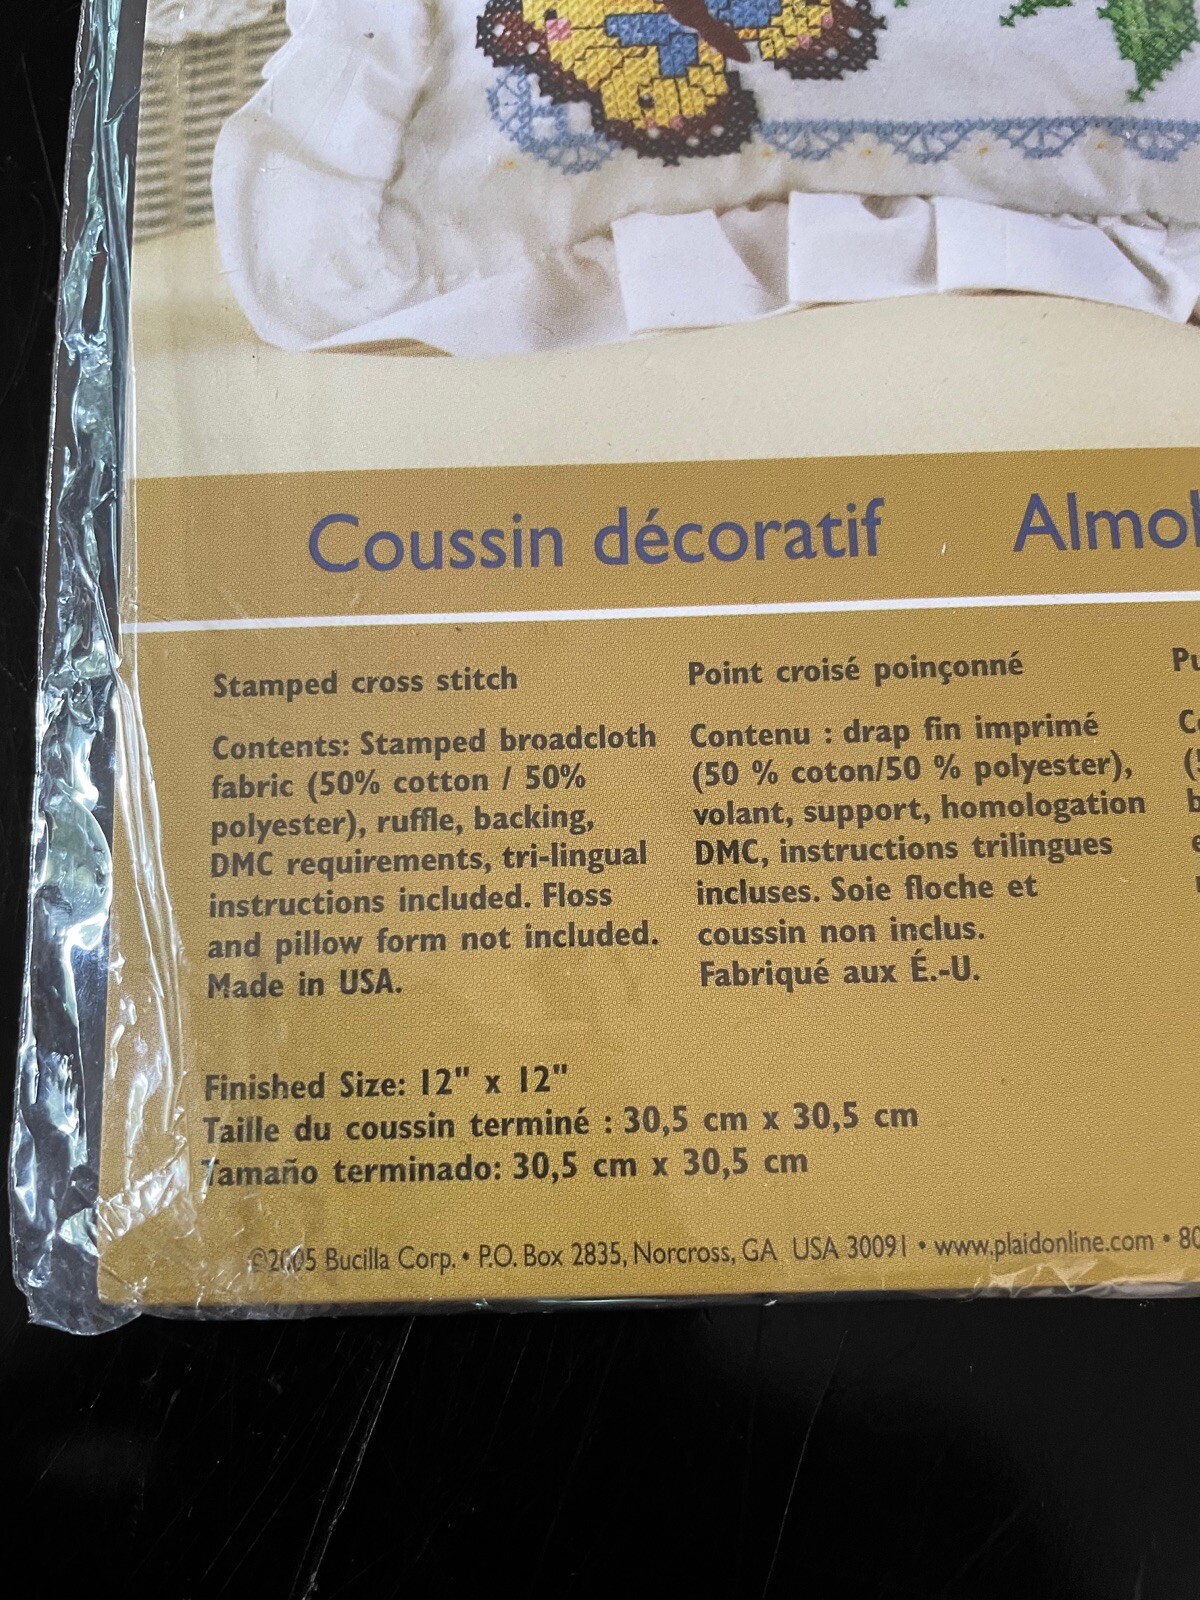 Coussin décoratif
Stamped cross stitch
Contents: Stamped broadcloth
fabric (50% cotton / 50%
polyester), ruffle, backing,
DMC requirements, tri-lingual
instructions included. Floss
and pillow form not included.
Made in USA.
Point croisé poinçonné
Contenu : drap fin imprimé
(50 % coton/50 % polyester),
volant, support, homologation
DMC, instructions trilingues
incluses. Soie floche et
coussin non inclus.
Fabriqué aux É.-U.
Finished Size: 12" x 12"
Taille du coussin terminé : 30,5 cm x 30,5 cm
Tamaño terminado: 30,5 cm x 30,5 cm
©2005 Bucilla Corp. • P.O. Box 2835, Norcross, GA USA 30091 • www.plaidonline.com •